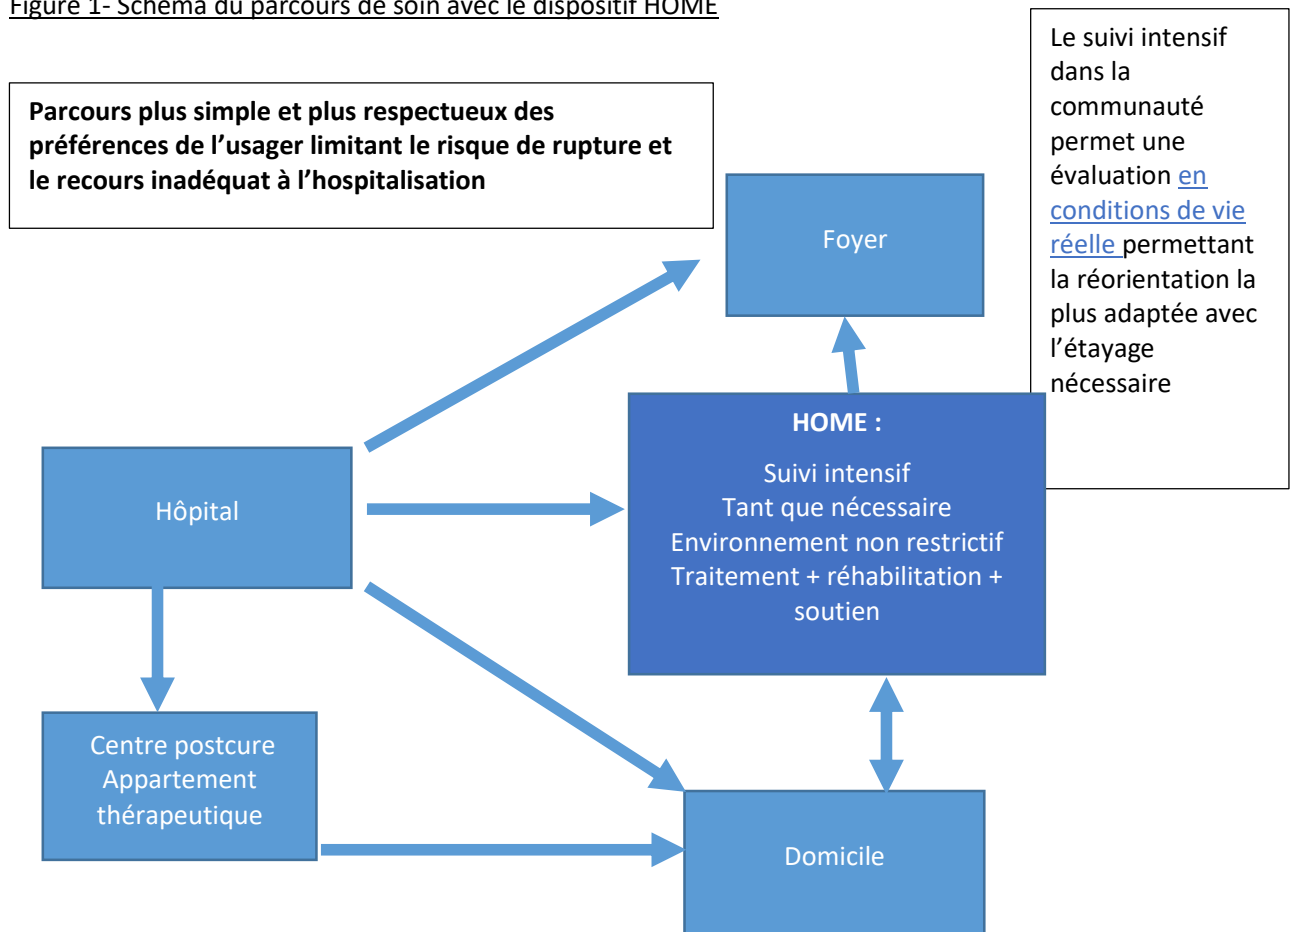 Figure 1- Schéma du parcours de soin avec le dispositif HOME
Parcours plus simple et plus respectueux des
préférences de l’usager limitant le risque de rupture et
le recours inadéquat à l’hospitalisation
Le suivi intensif
dans la
communauté
permet une
évaluation en
conditions de vie
réelle permettant
la réorientation la
plus adaptée avec
l’étayage
nécessaire
Foyer
HOME :
Suivi intensif
Tant que nécessaire
Environnement non restrictif
Traitement + réhabilitation +
soutien
Hôpital
Centre postcure
Appartement
thérapeutique
Domicile